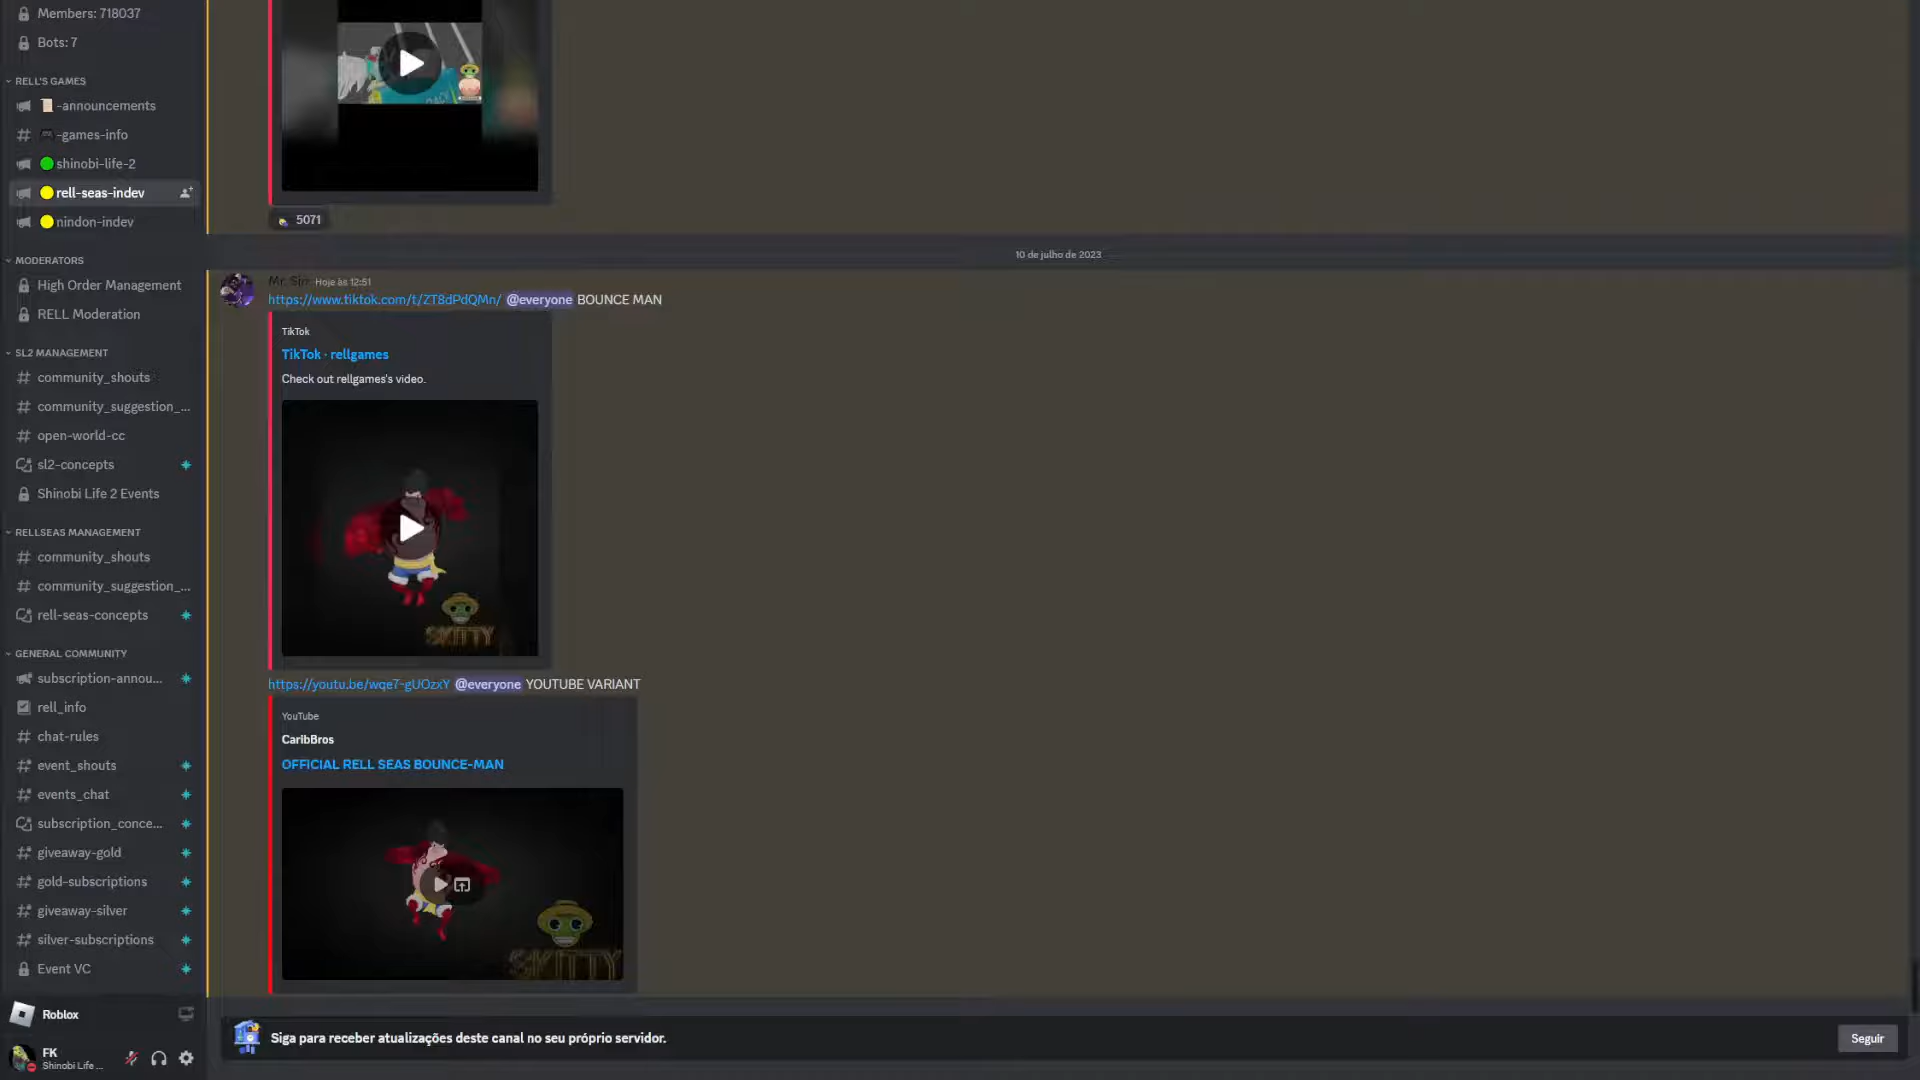 Members: 718037
Bots: 7
RELL'S GAMES
-announcements
-games-info
shinobi-life-2
rell-seas-indev
nindon-indev
MODERATORS
High Order Management
RELL Moderation
SL2 MANAGEMENT
community_shouts
community_suggestion_...
open-world-cc
sl2-concepts
Shinobi Life 2 Events
RELLSEAS MANAGEMENT
community_shouts
community_suggestion_...
rell-seas-concepts
GENERAL COMMUNITY
subscription-annou...
rell_info
chat-rules
event_shouts
events_chat
subscription_conce...
giveaway-gold
gold-subscriptions
giveaway-silver
silver-subscriptions
Event VC
Roblox
FK
Shinobi Life ...
5071
10 de julho de 2023
Mr. Sirr Hoje às 12:51
https://www.tiktok.com/t/ZT8dPdQMn/ @everyone BOUNCE MAN
TikTok
TikTok · rellgames
Check out rellgames's video.
SKITTY
https://youtu.be/wqe7-gUOzxY @everyone YOUTUBE VARIANT
YouTube
CaribBros
OFFICIAL RELL SEAS BOUNCE-MAN
SKITTY
Siga para receber atualizações deste canal no seu próprio servidor.
Seguir